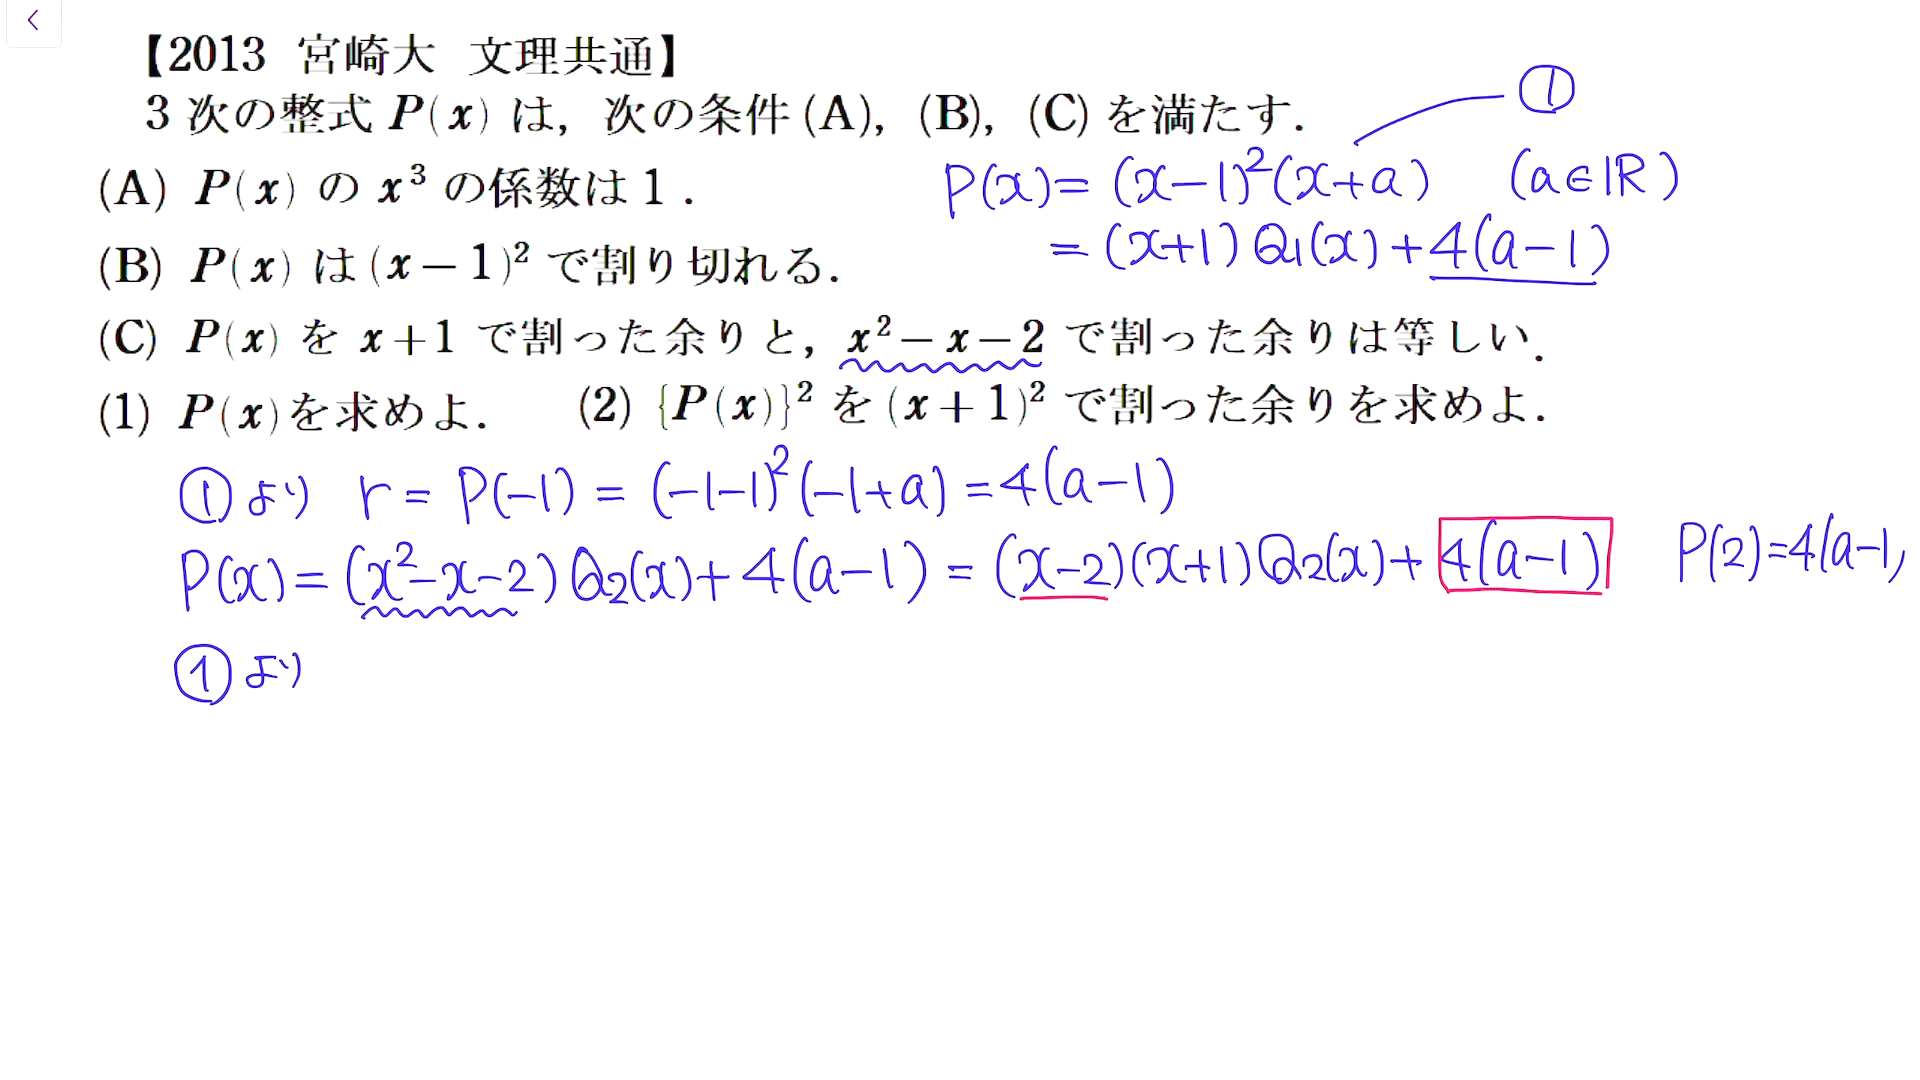 【2013 宮崎大 文理共通】
3次の整式 P(x) は，次の条件(A)，(B)，(C)を満たす．
①
(A) P(x) の x³ の係数は 1．
P(x)=(x-1)²(x+a) (a∈ℝ)
(B) P(x) は (x-1)² で割り切れる．
=(x+1)Q₁(x)+4(a-1)
(C) P(x) を x+1 で割った余りと，x²-x-2 で割った余りは等しい．
(1) P(x)を求めよ． (2) {P(x)}² を (x+1)² で割った余りを求めよ．
①より r = P(-1) = (-1-1)²(-1+a) = 4(a-1)
P(x)=(x²-x-2)Q₂(x)+4(a-1) = (x-2)(x+1)Q₂(x)+4(a-1) P(2)=4(a-1,
①より